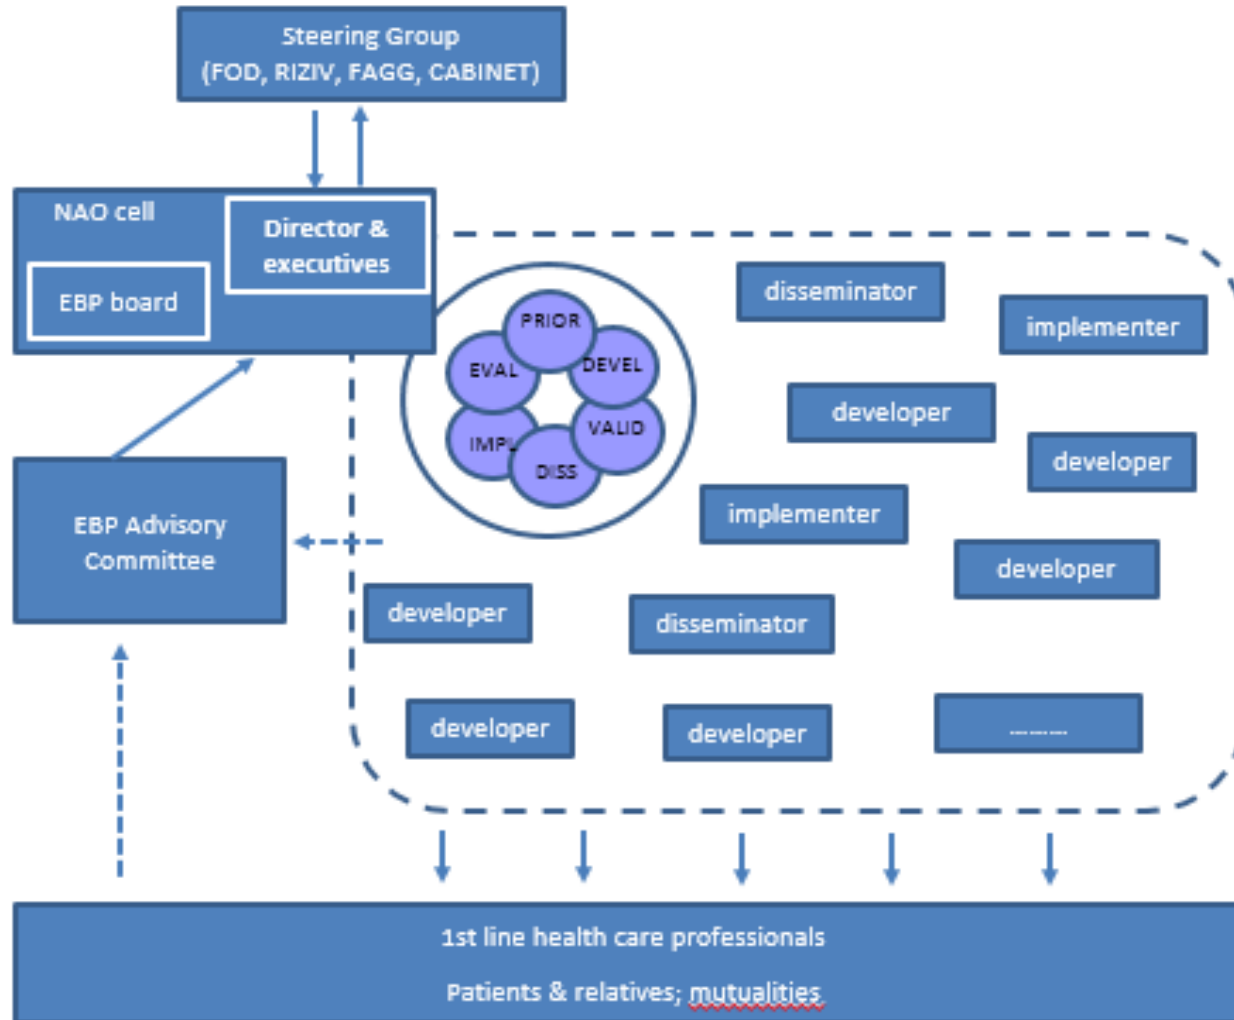 Steering Group
(FOD, RIZIV, FAGG, CABINET)
NAO cell
Director &
executives
EBP board
PRIOR
EVAL
DEVEL
IMPL
VALID
DISS
disseminator
implementer
developer
developer
implementer
developer
EBP Advisory
Committee
developer
disseminator
developer
developer
.........
1st line health care professionals
Patients & relatives; mutualities